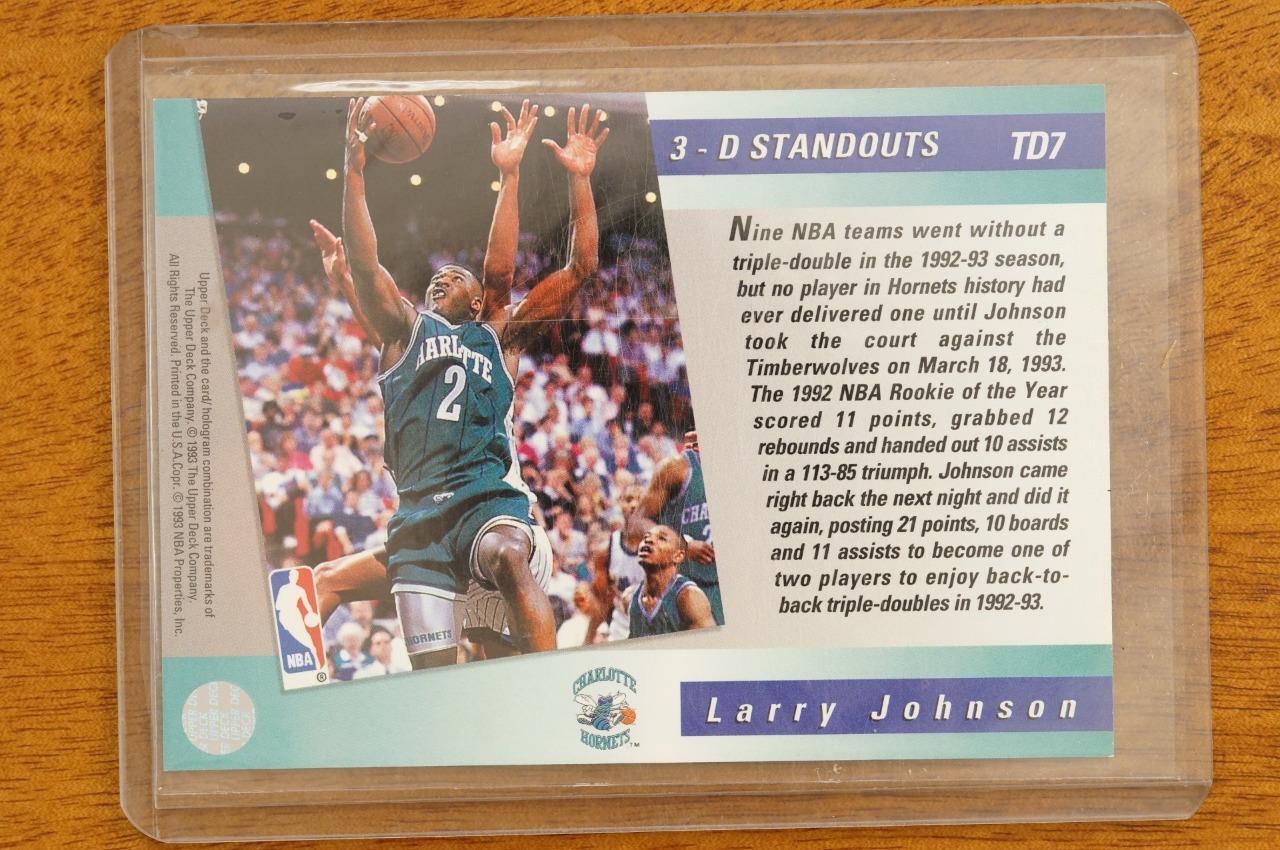 3 - D STANDOUTS TD7
Nine NBA teams went without a
triple-double in the 1992-93 season,
but no player in Hornets history had
ever delivered one until Johnson
took the court against the
Timberwolves on March 18, 1993.
The 1992 NBA Rookie of the Year
scored 11 points, grabbed 12
rebounds and handed out 10 assists
in a 113-85 triumph. Johnson came
right back the next night and did it
again, posting 21 points, 10 boards
and 11 assists to become one of
two players to enjoy back-to-
back triple-doubles in 1992-93.
Larry Johnson
CHARLOTTE
HORNETS™
HARLOTTE
2
CHA
HORNETS
NBA
®
Upper Deck and the card/ hologram combination are trademarks of
The Upper Deck Company. © 1993 The Upper Deck Company.
All Rights Reserved. Printed in the U.S.A. Copr. © 1993 NBA Properties, Inc.
UPPER DECK